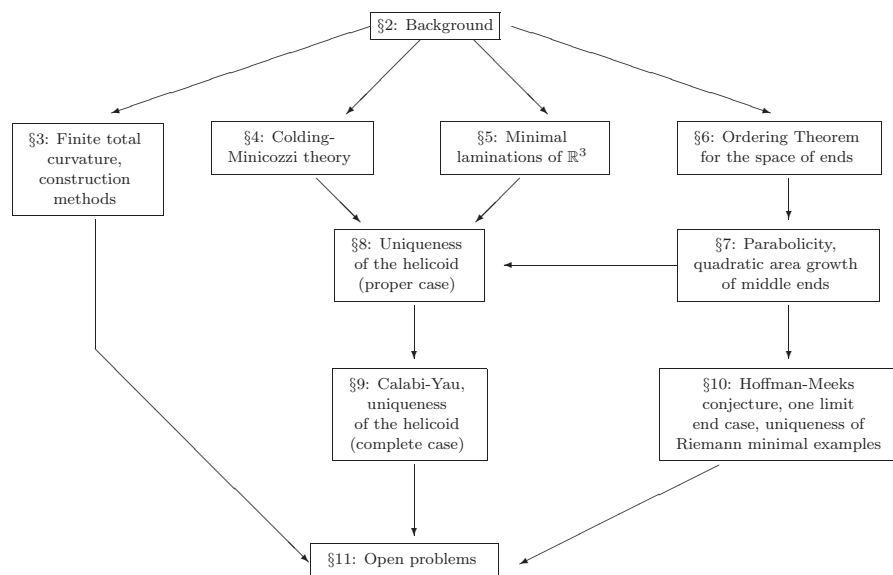 §2: Background
§3: Finite total
curvature,
construction
methods
§4: Colding-
Minicozzi theory
§5: Minimal
laminations of ℝ³
§6: Ordering Theorem
for the space of ends
§8: Uniqueness
of the helicoid
(proper case)
§7: Parabolicity,
quadratic area growth
of middle ends
§9: Calabi-Yau,
uniqueness
of the helicoid
(complete case)
§10: Hoffman-Meeks
conjecture, one limit
end case, uniqueness of
Riemann minimal examples
§11: Open problems